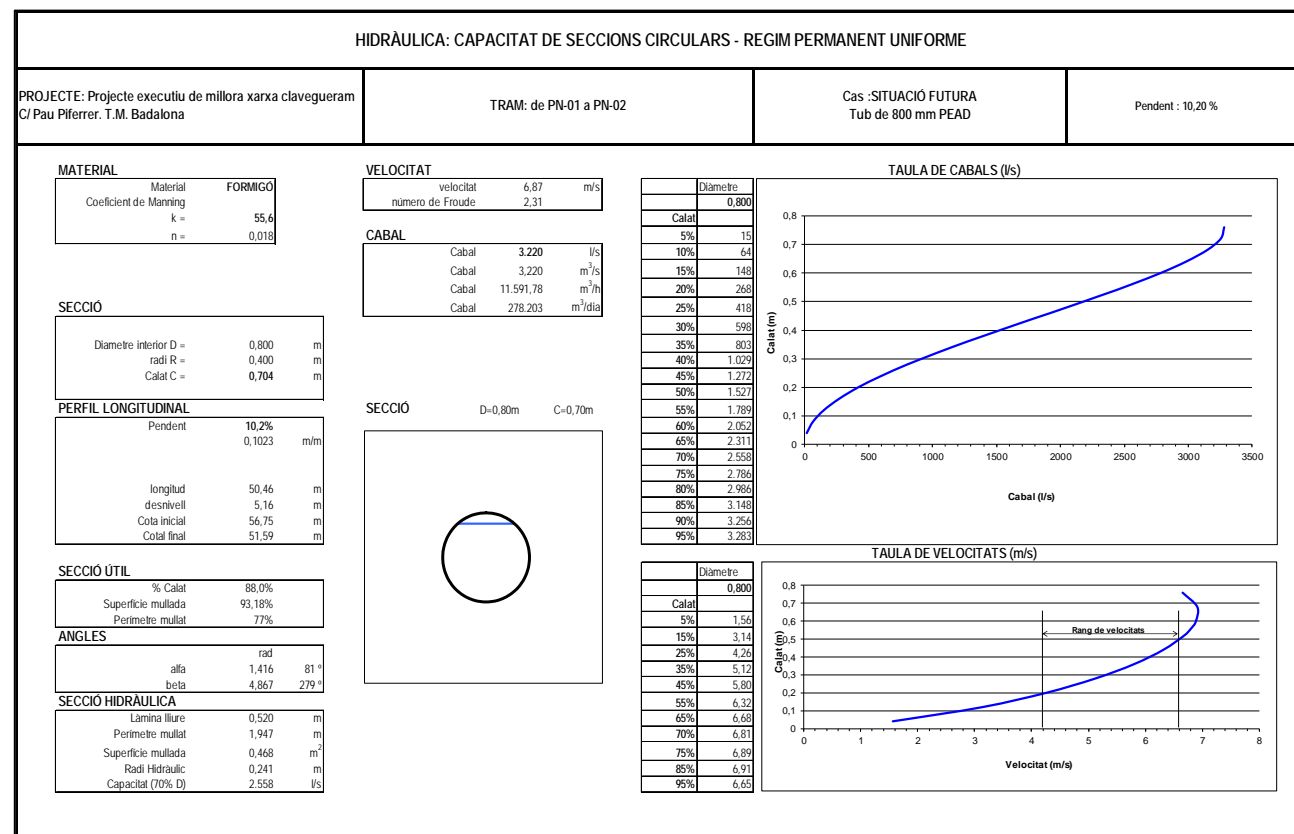 HIDRÀULICA: CAPACITAT DE SECCIONS CIRCULARS - REGIM PERMANENT UNIFORME
PROJECTE: Projecte executiu de millora xarxa clavegueram
C/ Pau Piferrer. T.M. Badalona
TRAM: de PN-01 a PN-02
Cas :SITUACIÓ FUTURA
Tub de 800 mm PEAD
Pendent : 10,20 %
MATERIAL
Material FORMIGÓ
Coeficient de Manning
k = 55,6
n = 0,018
SECCIÓ
Diametre interior D = 0,800 m
radi R = 0,400 m
Calat C = 0,704 m
PERFIL LONGITUDINAL
Pendent 10,2%
0,1023 m/m
longitud 50,46 m
desnivell 5,16 m
Cota inicial 56,75 m
Cotal final 51,59 m
SECCIÓ ÚTIL
% Calat 88,0%
Superfície mullada 93,18%
Perímetre mullat 77%
ANGLES
rad
alfa 1,416 81 º
beta 4,867 279 º
SECCIÓ HIDRÀULICA
Làmina lliure 0,520 m
Perímetre mullat 1,947 m
Superfície mullada 0,468 m2
Radi Hidràulic 0,241 m
Capacitat (70% D) 2.558 l/s
VELOCITAT
velocitat 6,87 m/s
número de Froude 2,31
CABAL
Cabal 3.220 l/s
Cabal 3,220 m3/s
Cabal 11.591,78 m3/h
Cabal 278.203 m3/dia
SECCIÓ D=0,80m C=0,70m
TAULA DE CABALS (l/s)
Diàmetre
0,800
Calat
5% 15
10% 64
15% 148
20% 268
25% 418
30% 598
35% 803
40% 1.029
45% 1.272
50% 1.527
55% 1.789
60% 2.052
65% 2.311
70% 2.558
75% 2.786
80% 2.986
85% 3.148
90% 3.256
95% 3.283
Calat (m)
0,8
0,7
0,6
0,5
0,4
0,3
0,2
0,1
0
0 500 1000 1500 2000 2500 3000 3500
Cabal (l/s)
TAULA DE VELOCITATS (m/s)
Diàmetre
0,800
Calat
5% 1,56
15% 3,14
25% 4,26
35% 5,12
45% 5,80
55% 6,32
65% 6,68
70% 6,81
75% 6,89
85% 6,91
95% 6,65
Calat (m)
0,8
0,7
0,6
0,5
0,4
0,3
0,2
0,1
0
Rang de velocitats
0 1 2 3 4 5 6 7 8
Velocitat (m/s)